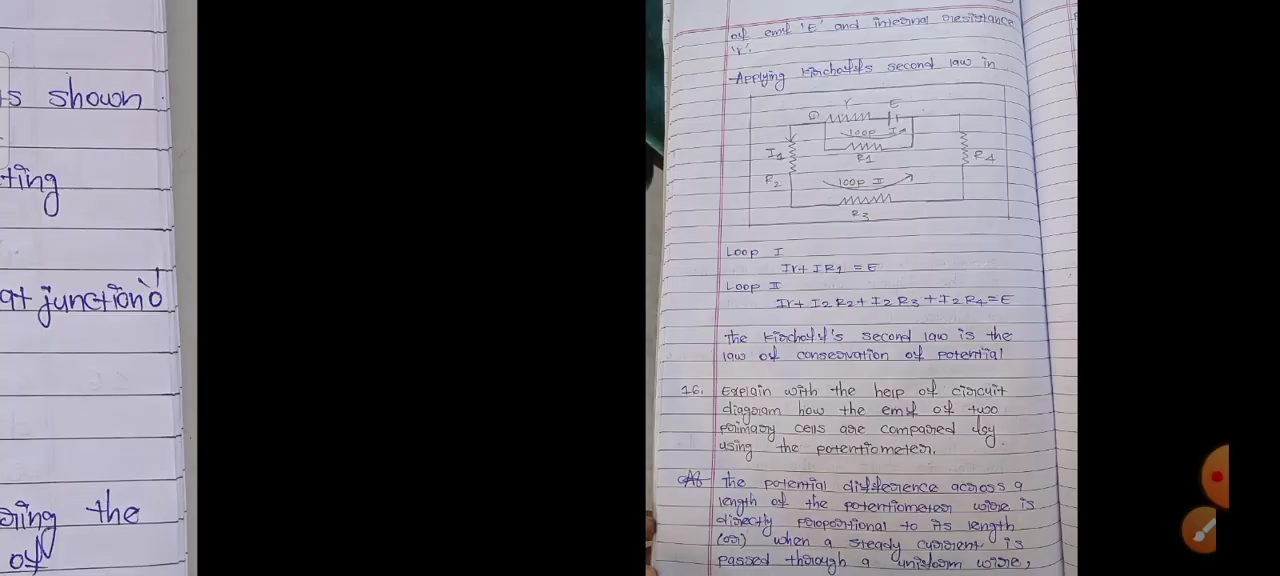 s shown
ting
at junction 'o'
oring the
of
of emf 'E' and internal resistance
'r'.
Applying kirchoff's second law in
r E
loop I
I1
R1
R4
R2
loop II
R3
Loop I
Ir+IR1 = E
Loop II
Ir+ I2R2+I2R3+I2R4=E
The kirchoff's second law is the
law of conservation of potential
16. Explain with the help of circuit
diagram how the emf of two
primary cells are compaired by
using the potentiometer.
A) The potential difference across a
length of the potentiometer wire is
directly proportional to its length
(or) when a steady current is
passed through a uniform wire,